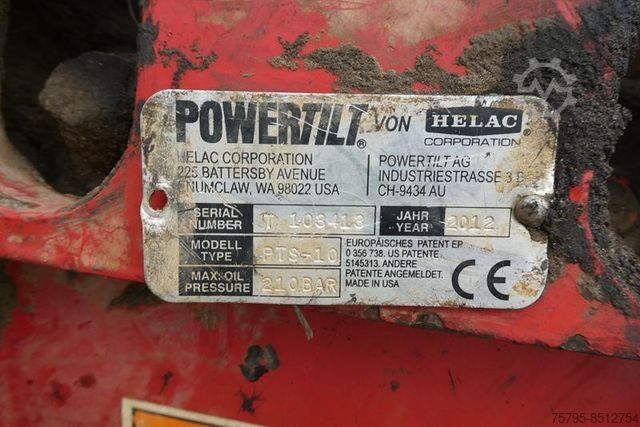 POWERTILT® VON HELAC
CORPORATION
HELAC CORPORATION
225 BATTERSBY AVENUE
ENUMCLAW, WA 98022 USA
POWERTILT AG
INDUSTRIESTRASSE 3
CH-9434 AU
SERIAL NUMBER T 103413
JAHR YEAR 2012
MODELL TYPE PTS-10
MAX. OIL PRESSURE 210BAR
EUROPÄISCHES PATENT EP
0 356 738. US PATENT
5145313. ANDERE
PATENTE ANGEMELDET.
MADE IN USA
CE
75795-8512754